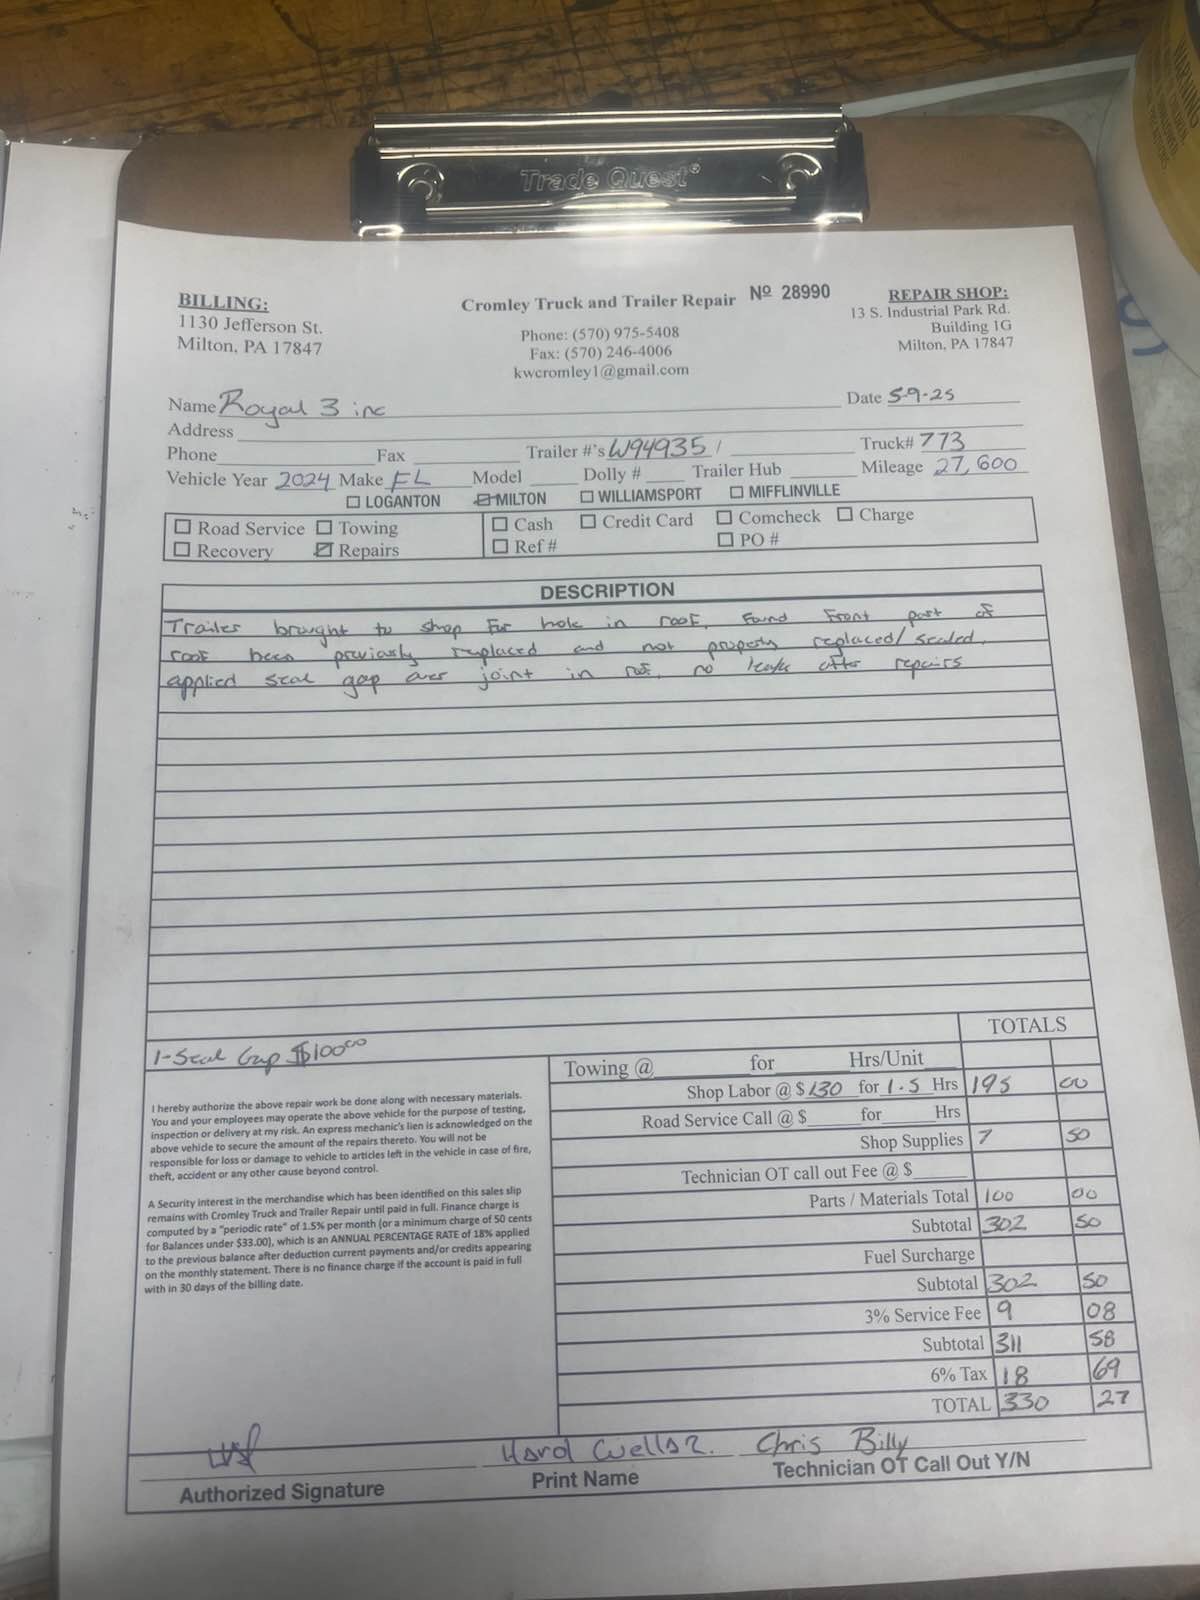 Trade Quest®
BILLING:
1130 Jefferson St.
Milton, PA 17847
Cromley Truck and Trailer Repair
Nº 28990
Phone: (570) 975-5408
Fax: (570) 246-4006
kwcromley1@gmail.com
REPAIR SHOP:
13 S. Industrial Park Rd.
Building 1G
Milton, PA 17847
Name Royal 3 inc Date 5-9-25
Address
Phone Fax Trailer #'s W94935 / Truck# 773
Vehicle Year 2024 Make FL Model Dolly # Trailer Hub Mileage 27,600
LOGANTON MILTON WILLIAMSPORT MIFFLINVILLE
Road Service Towing Cash Credit Card Comcheck Charge
Recovery Repairs Ref # PO #
DESCRIPTION
Trailer brought to shop for hole in roof, Found Front part of
roof been previously replaced and not properly replaced/sealed,
applied seal gap over joint in roof, no leaks after repairs
TOTALS
1-Seal Gap $100.00
Towing @ for Hrs/Unit
Shop Labor @ $ 130 for 1.5 Hrs 195 00
Road Service Call @ $ for Hrs
Shop Supplies 7 50
Technician OT call out Fee @ $
Parts / Materials Total 100 00
Subtotal 302 50
Fuel Surcharge
Subtotal 302 50
3% Service Fee 9 08
Subtotal 311 58
6% Tax 18 69
TOTAL 330 27
I hereby authorize the above repair work be done along with necessary materials.
You and your employees may operate the above vehicle for the purpose of testing,
inspection or delivery at my risk. An express mechanic's lien is acknowledged on the
above vehicle to secure the amount of the repairs thereto. You will not be
responsible for loss or damage to vehicle to articles left in the vehicle in case of fire,
theft, accident or any other cause beyond control.
A Security interest in the merchandise which has been identified on this sales slip
remains with Cromley Truck and Trailer Repair until paid in full. Finance charge is
computed by a "periodic rate" of 1.5% per month (or a minimum charge of 50 cents
for Balances under $33.00), which is an ANNUAL PERCENTAGE RATE of 18% applied
to the previous balance after deduction current payments and/or credits appearing
on the monthly statement. There is no finance charge if the account is paid in full
with in 30 days of the billing date.
Chris Billy
Authorized Signature Print Name Technician OT Call Out Y/N